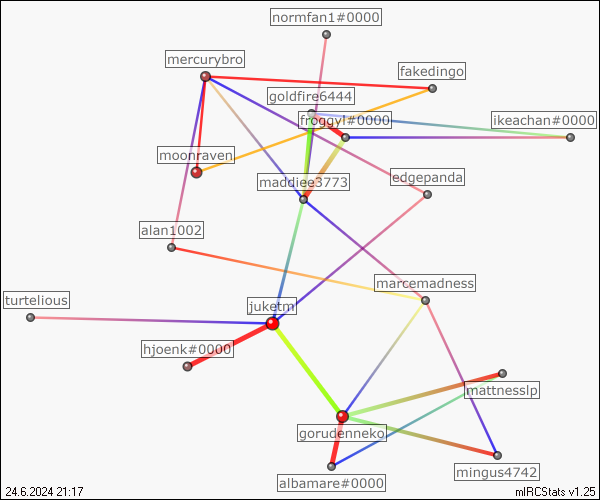 normfan1#0000
mercurybro
fakedingo
goldfire6444
froggyl#0000
ikeachan#0000
moonraven
maddiee3773
edgepanda
alan1002
marcemadness
turtelious
juketm
hjoenk#0000
mattnesslp
gorudenneko
mingus4742
albamare#0000
24.6.2024 21:17
mIRCStats v1.25